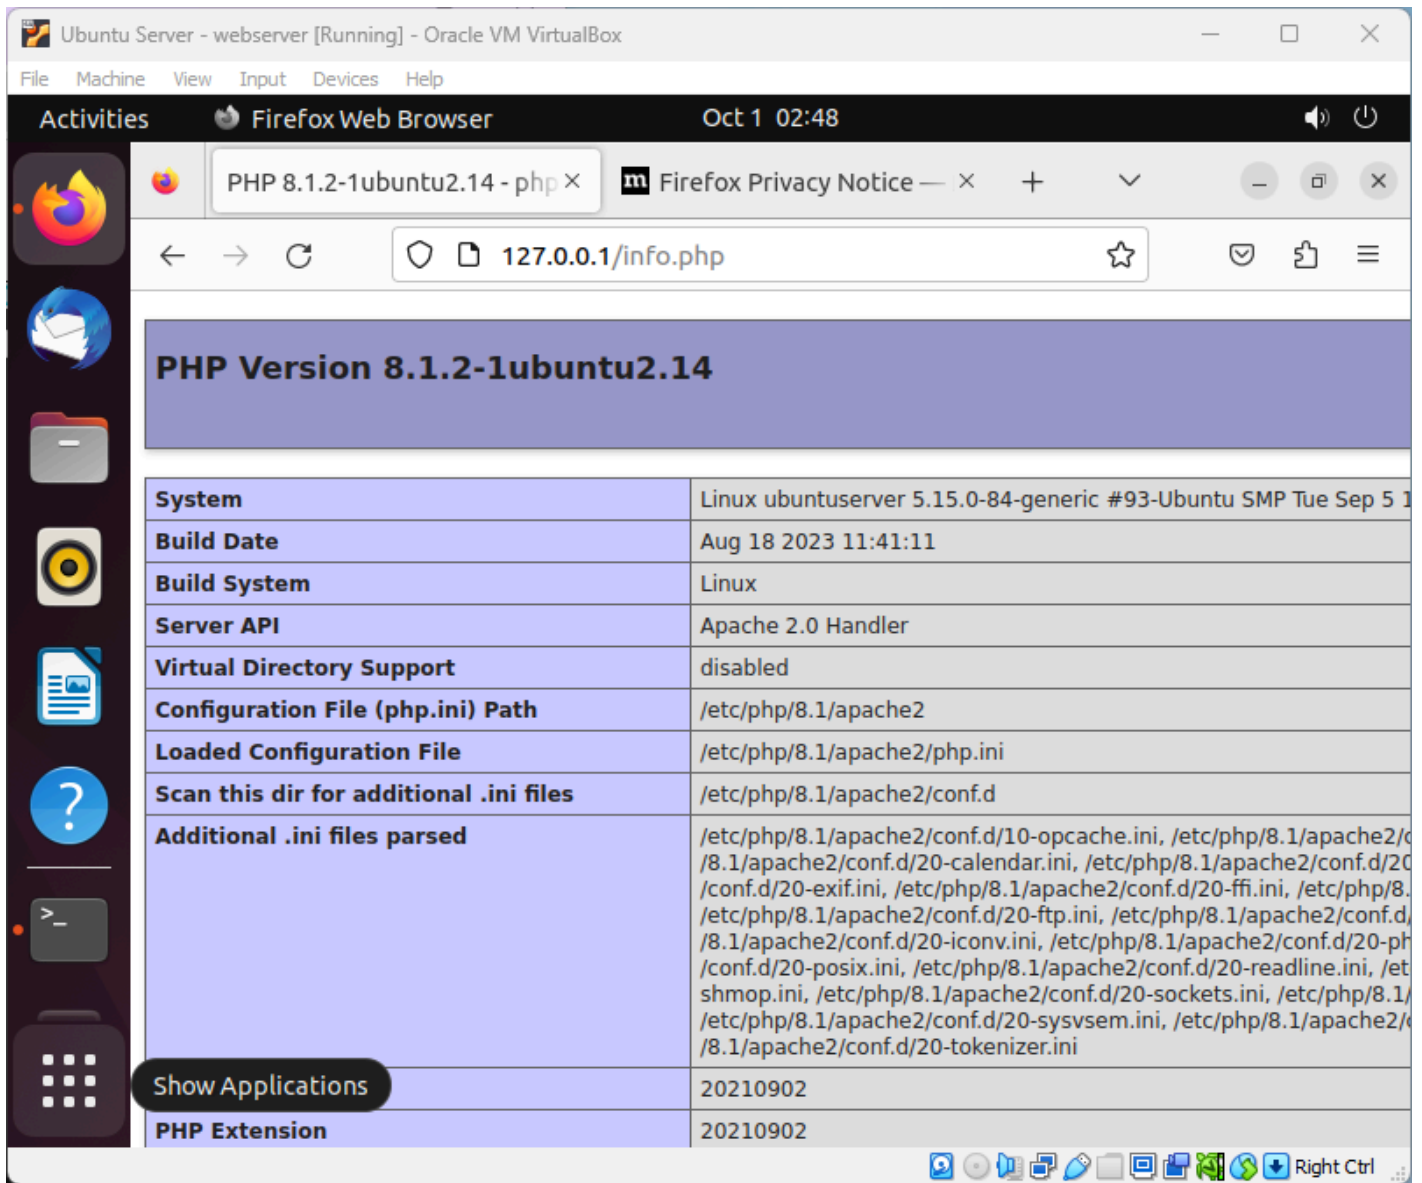 Ubuntu Server - webserver [Running] - Oracle VM VirtualBox
File Machine View Input Devices Help
Activities Firefox Web Browser Oct 1 02:48
PHP 8.1.2-1ubuntu2.14 - php Firefox Privacy Notice —
127.0.0.1/info.php
PHP Version 8.1.2-1ubuntu2.14
System Linux ubuntuserver 5.15.0-84-generic #93-Ubuntu SMP Tue Sep 5 1
Build Date Aug 18 2023 11:41:11
Build System Linux
Server API Apache 2.0 Handler
Virtual Directory Support disabled
Configuration File (php.ini) Path /etc/php/8.1/apache2
Loaded Configuration File /etc/php/8.1/apache2/php.ini
Scan this dir for additional .ini files /etc/php/8.1/apache2/conf.d
Additional .ini files parsed /etc/php/8.1/apache2/conf.d/10-opcache.ini, /etc/php/8.1/apache2/
/8.1/apache2/conf.d/20-calendar.ini, /etc/php/8.1/apache2/conf.d/20
/conf.d/20-exif.ini, /etc/php/8.1/apache2/conf.d/20-ffi.ini, /etc/php/8.
/etc/php/8.1/apache2/conf.d/20-ftp.ini, /etc/php/8.1/apache2/conf.d/
/8.1/apache2/conf.d/20-iconv.ini, /etc/php/8.1/apache2/conf.d/20-ph
/conf.d/20-posix.ini, /etc/php/8.1/apache2/conf.d/20-readline.ini, /et
shmop.ini, /etc/php/8.1/apache2/conf.d/20-sockets.ini, /etc/php/8.1/
/etc/php/8.1/apache2/conf.d/20-sysvsem.ini, /etc/php/8.1/apache2/
/8.1/apache2/conf.d/20-tokenizer.ini
Show Applications 20210902
PHP Extension 20210902
Right Ctrl